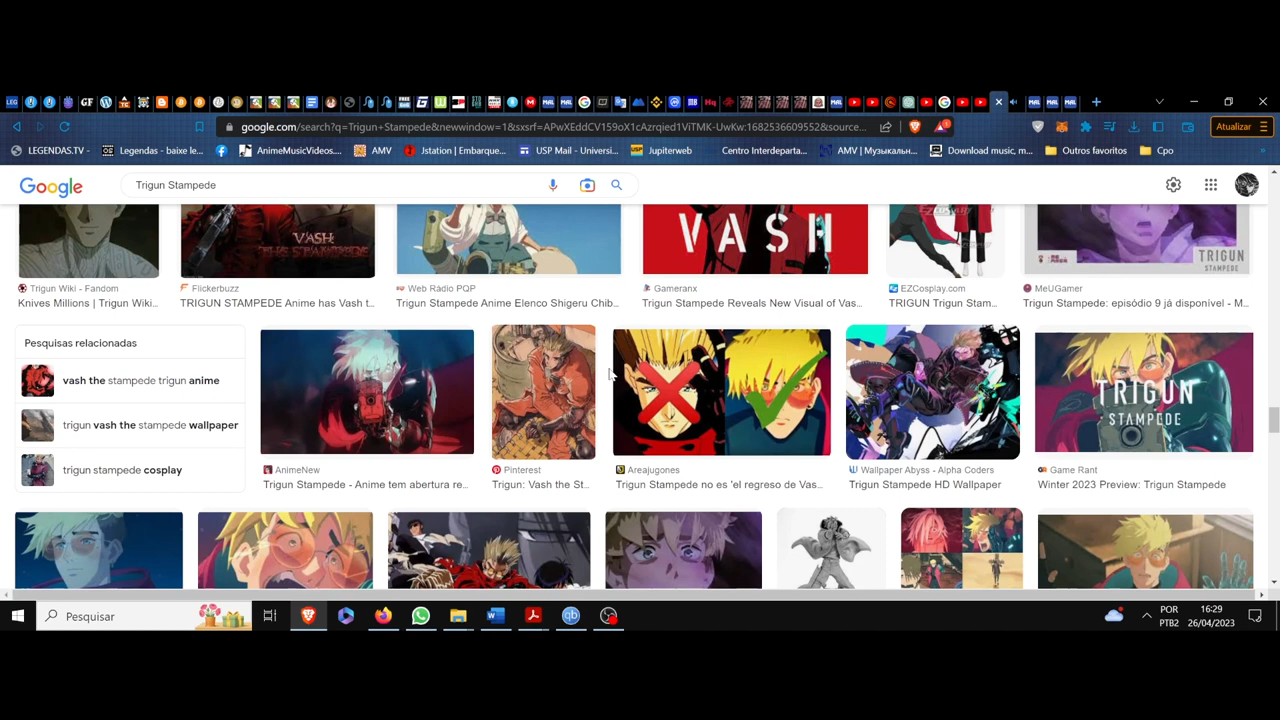 google.com/search?q=Trigun+Stampede&newwindow=1&sxsrf=APwXEddCV159oX1cAzrqied1ViTMK-UwKw:1682536609552&source...
Atualizar
LEGENDAS.TV - Legendas - baixe le... AnimeMusicVideos.... AMV Jstation | Embarque... USP Mail - Universi... Jupiterweb Centro Interdeparta... AMV | Музыкальн... Download music, m... Outros favoritos Cpo
Google
Trigun Stampede
VASH
THE STAMPEDE
VASH
TRIGUN
STAMPEDE
Trigun Wiki - Fandom
Knives Millions | Trigun Wiki...
Flickerbuzz
TRIGUN STAMPEDE Anime has Vash t...
Web Rádio PQP
Trigun Stampede Anime Elenco Shigeru Chib...
Gameranx
Trigun Stampede Reveals New Visual of Vas...
EZCosplay.com
TRIGUN Trigun Stam...
MeUGamer
Trigun Stampede: episódio 9 já disponível - M...
Pesquisas relacionadas
vash the stampede trigun anime
trigun vash the stampede wallpaper
trigun stampede cosplay
TRIGUN
STAMPEDE
AnimeNew
Trigun Stampede - Anime tem abertura re...
Pinterest
Trigun: Vash the St...
Areajugones
Trigun Stampede no es 'el regreso de Vas...
Wallpaper Abyss - Alpha Coders
Trigun Stampede HD Wallpaper
Game Rant
Winter 2023 Preview: Trigun Stampede
Pesquisar
POR
PTB2
16:29
26/04/2023